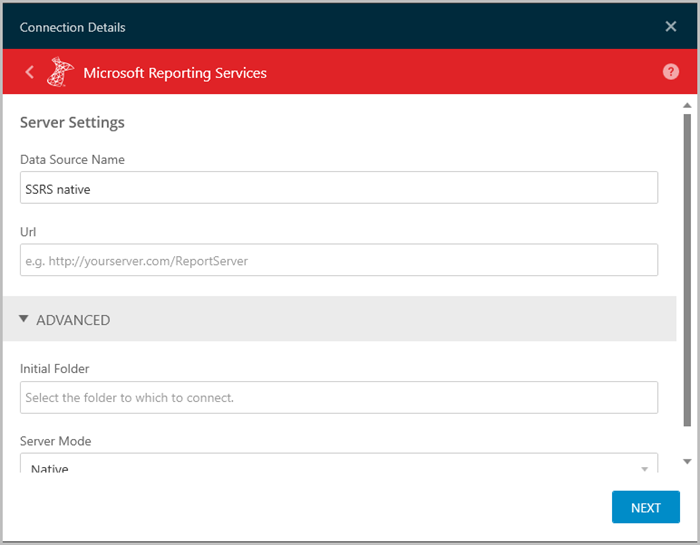 Connection Details
Microsoft Reporting Services
Server Settings
Data Source Name
SSRS native
Url
e.g. http://yourserver.com/ReportServer
ADVANCED
Initial Folder
Select the folder to which to connect.
Server Mode
Native
NEXT